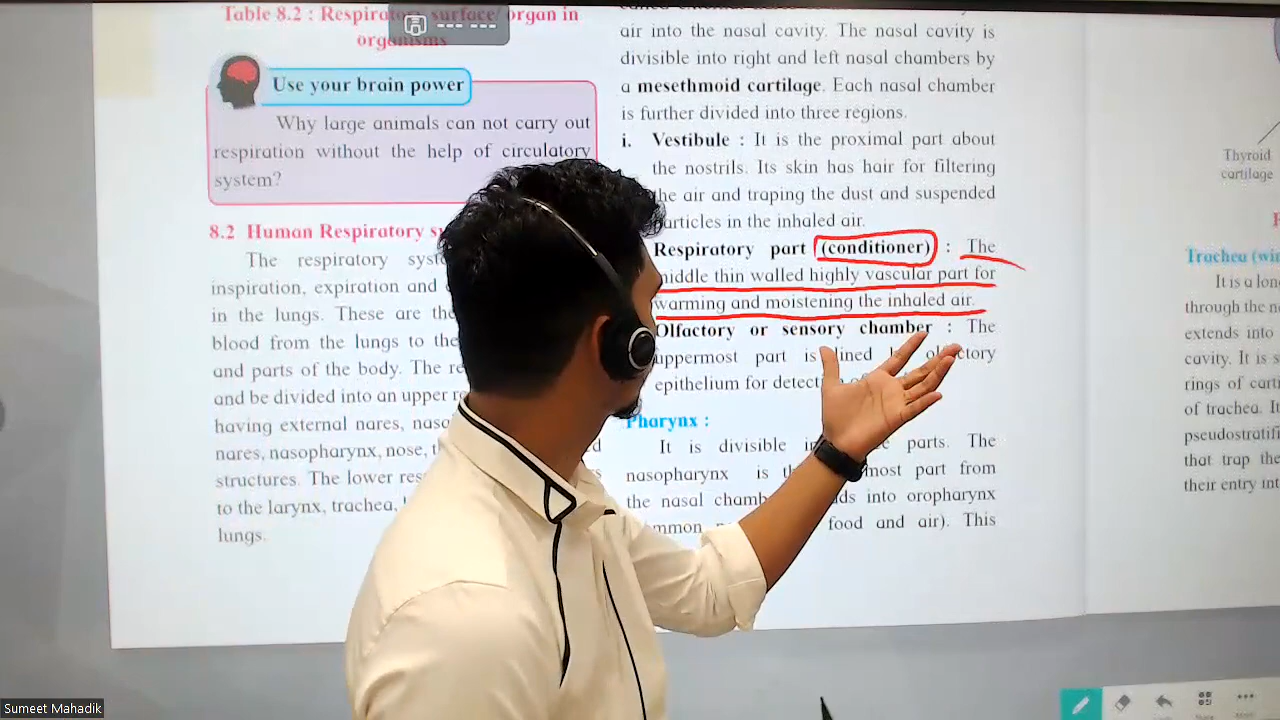 Table 8.2 : Respiratory surface/ organ in
organisms
Use your brain power
Why large animals can not carry out
respiration without the help of circulatory
system?
8.2 Human Respiratory
The respiratory
inspiration, expiration and
in the lungs. These are the
blood from the lungs to the
and parts of the body. The
and be divided into an upper
having external nares,
nares, nasopharynx, nose,
structures. The lower
to the larynx, trachea,
lungs.
air into the nasal cavity. The nasal cavity is
divisible into right and left nasal chambers by
a mesethmoid cartilage. Each nasal chamber
is further divided into three regions.
i. Vestibule : It is the proximal part about
the nostrils. Its skin has hair for filtering
the air and traping the dust and suspended
particles in the inhaled air.
Respiratory part (conditioner) : The
middle thin walled highly vascular part for
warming and moistening the inhaled air.
Olfactory or sensory chamber : The
uppermost part is lined olfactory
epithelium for
Pharynx :
It is divisible parts. The
nasopharynx is part from
the nasal into oropharynx
food and air). This
Thyroid
cartilage
Trachea
It is a
through the
extends into
cavity. It is
rings of
of trachea.
that trap the
their entry
Sumeet Mahadik